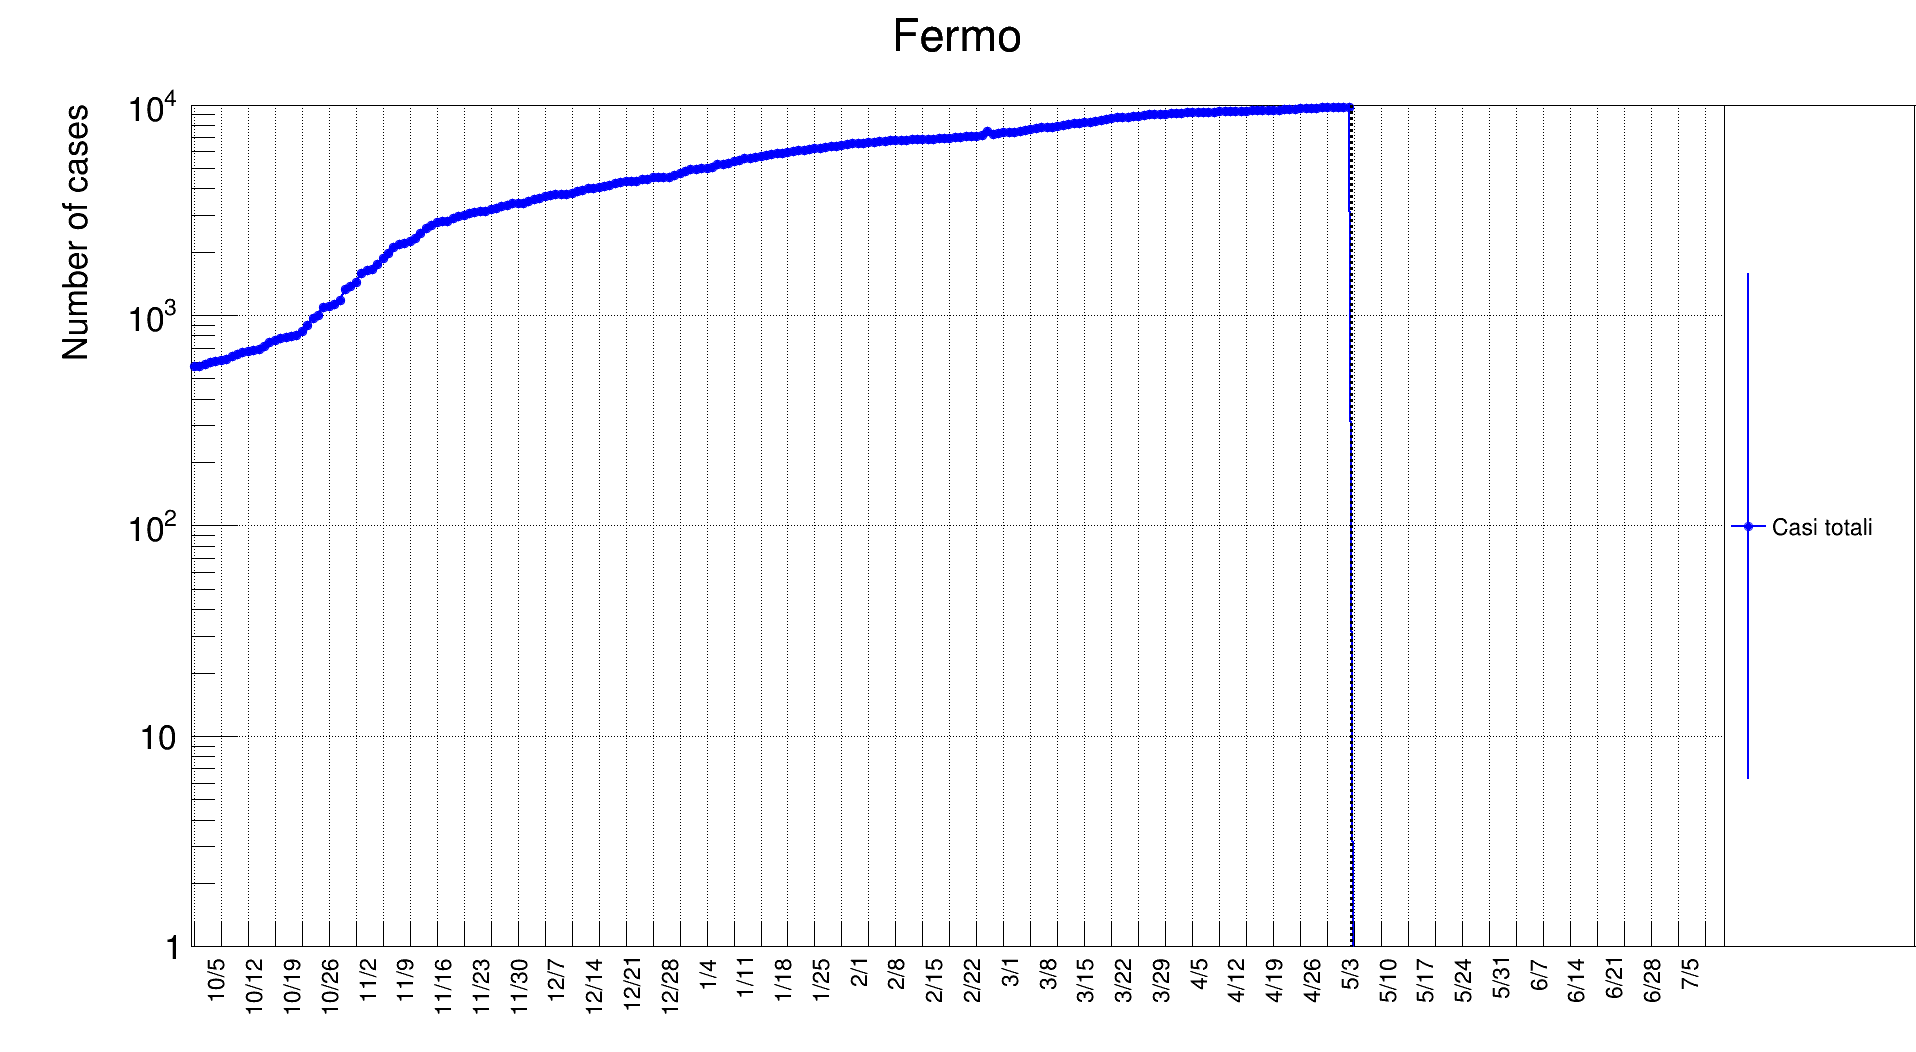 Fermo
Number of cases
10⁴
10³
10²
10
1
10/5 10/12 10/19 10/26 11/2 11/9 11/16 11/23 11/30 12/7 12/14 12/21 12/28 1/4 1/11 1/18 1/25 2/1 2/8 2/15 2/22 3/1 3/8 3/15 3/22 3/29 4/5 4/12 4/19 4/26 5/3 5/10 5/17 5/24 5/31 6/7 6/14 6/21 6/28 7/5
Casi totali